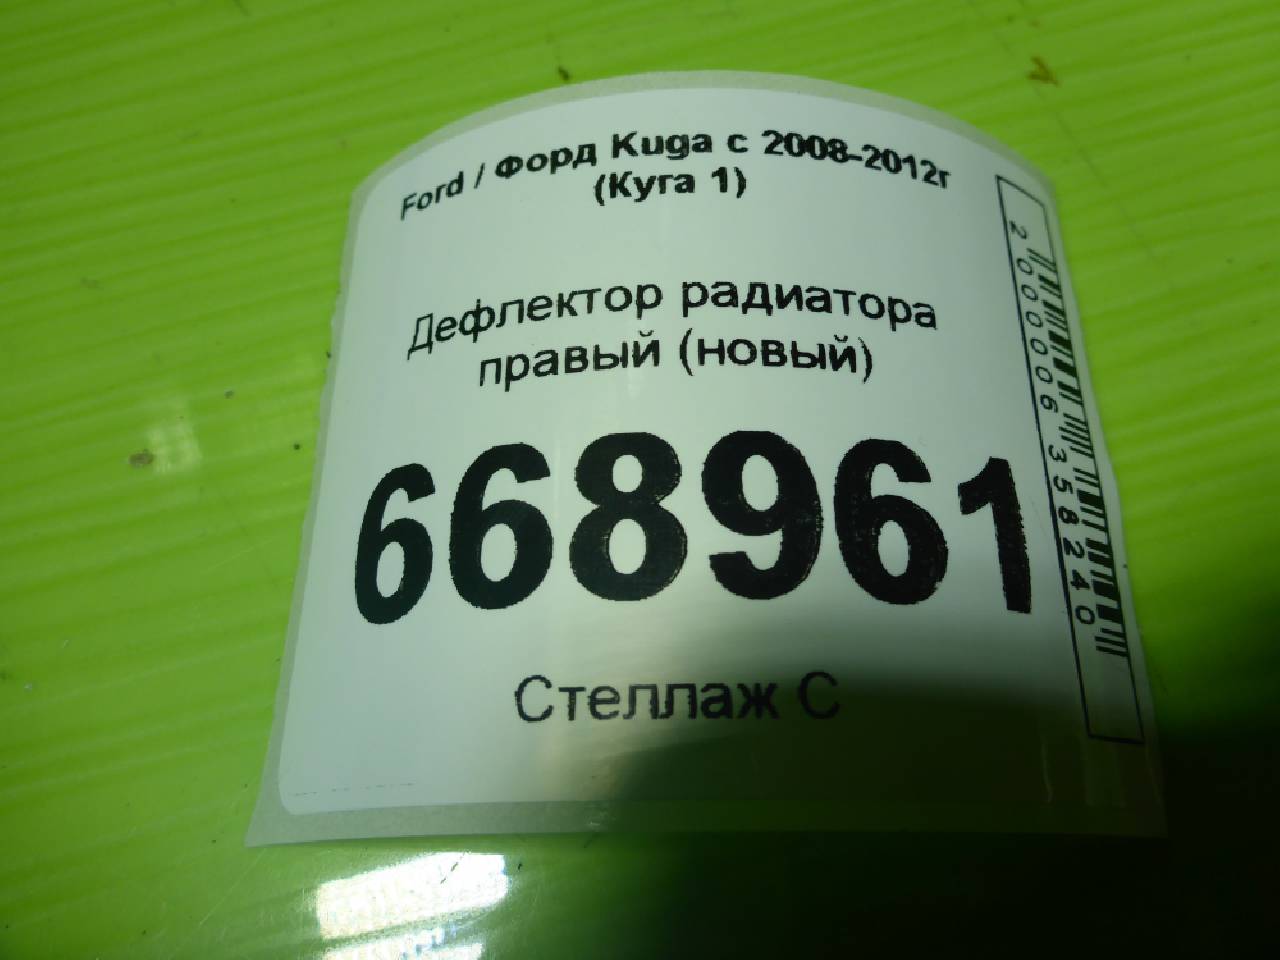 Ford / Форд Kuga с 2008-2012г
(Куга 1)
Дефлектор радиатора
правый (новый)
668961
Стеллаж С
2000006358240